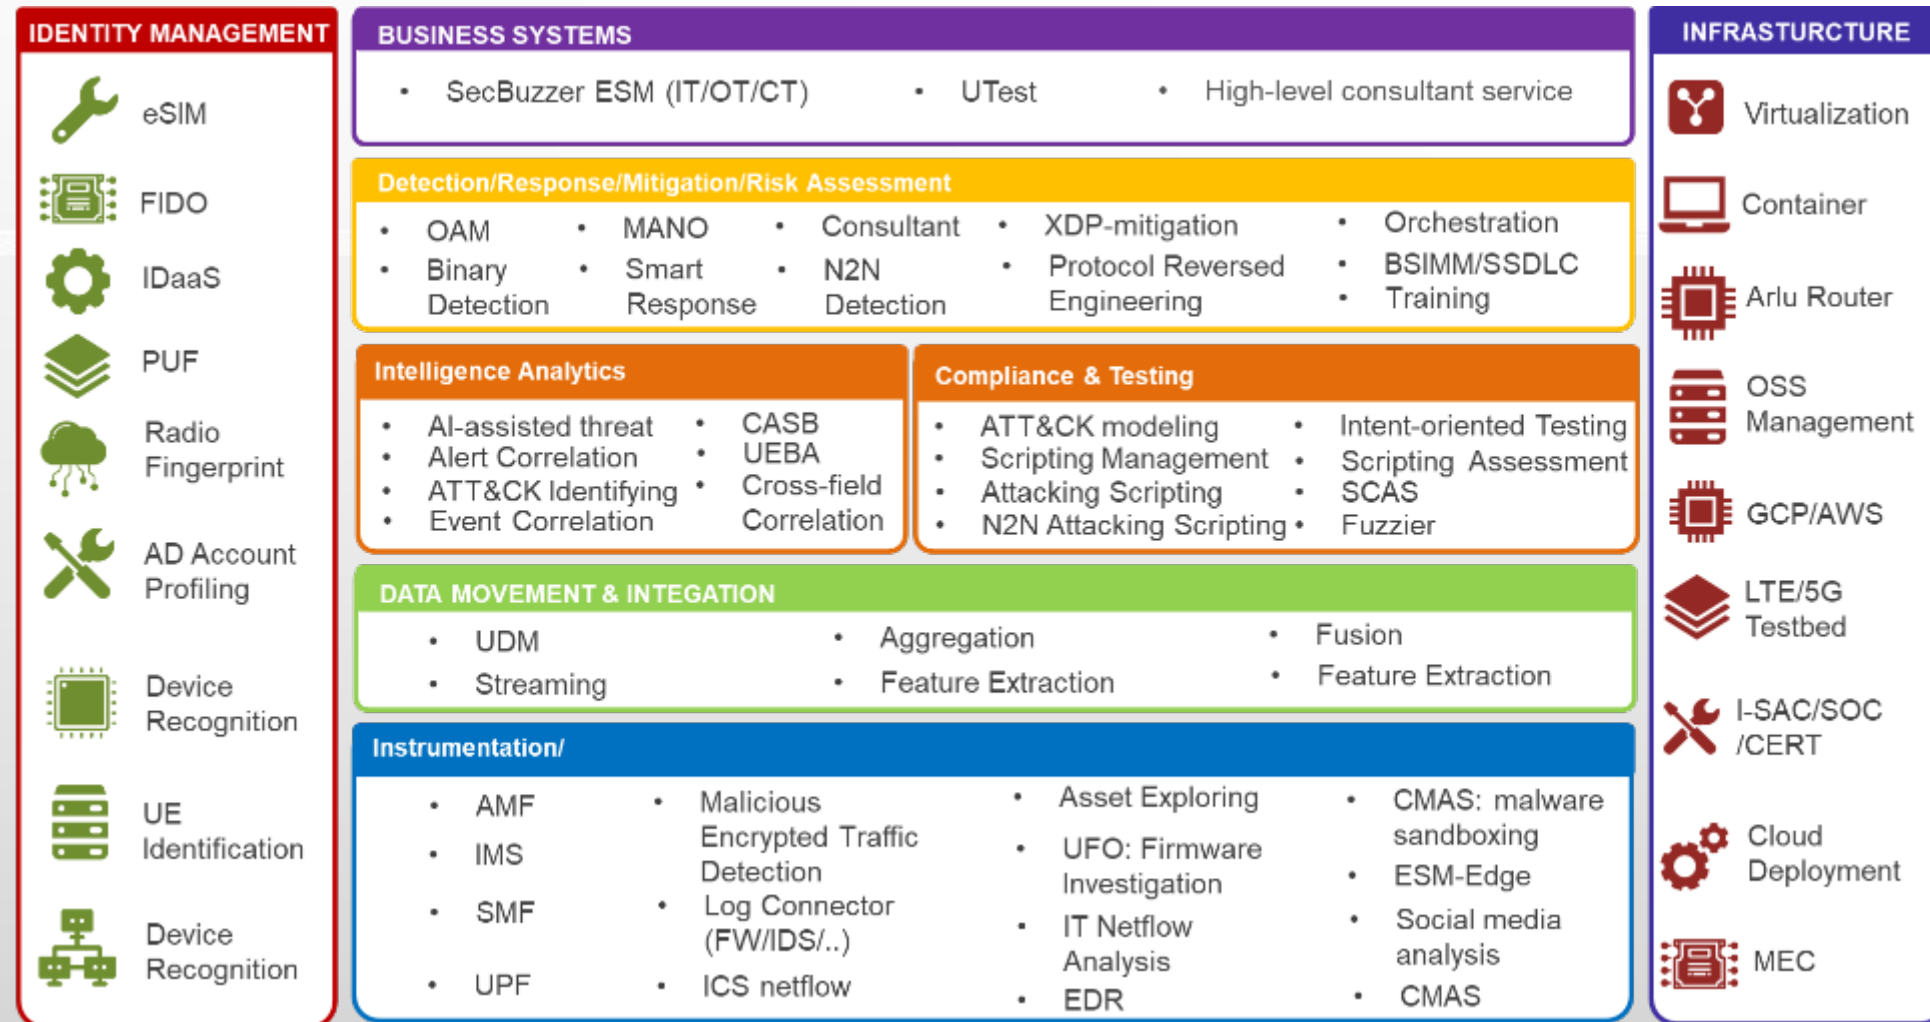 IDENTITY MANAGEMENT
eSIM
FIDO
IDaaS
PUF
Radio
Fingerprint
AD Account
Profiling
Device
Recognition
UE
Identification
Device
Recognition
BUSINESS SYSTEMS
• SecBuzzer ESM (IT/OT/CT)
• UTest
• High-level consultant service
Detection/Response/Mitigation/Risk Assessment
• OAM
• Binary
Detection
• MANO
• Smart
Response
• Consultant
• N2N
Detection
• XDP-mitigation
• Protocol Reversed
Engineering
• Orchestration
• BSIMM/SSDLC
• Training
Intelligence Analytics
• AI-assisted threat
• Alert Correlation
• ATT&CK Identifying
• Event Correlation
• CASB
• UEBA
• Cross-field
Correlation
Compliance & Testing
• ATT&CK modeling
• Scripting Management
• Attacking Scripting
• N2N Attacking Scripting
• Intent-oriented Testing
• Scripting Assessment
• SCAS
• Fuzzier
DATA MOVEMENT & INTEGATION
• UDM
• Streaming
• Aggregation
• Feature Extraction
• Fusion
• Feature Extraction
Instrumentation/
• AMF
• IMS
• SMF
• UPF
• Malicious
Encrypted Traffic
Detection
• Log Connector
(FW/IDS/..)
• ICS netflow
• Asset Exploring
• UFO: Firmware
Investigation
• IT Netflow
Analysis
• EDR
• CMAS: malware
sandboxing
• ESM-Edge
• Social media
analysis
• CMAS
INFRASTURCTURE
Virtualization
Container
Arlu Router
OSS
Management
GCP/AWS
LTE/5G
Testbed
I-SAC/SOC
/CERT
Cloud
Deployment
MEC